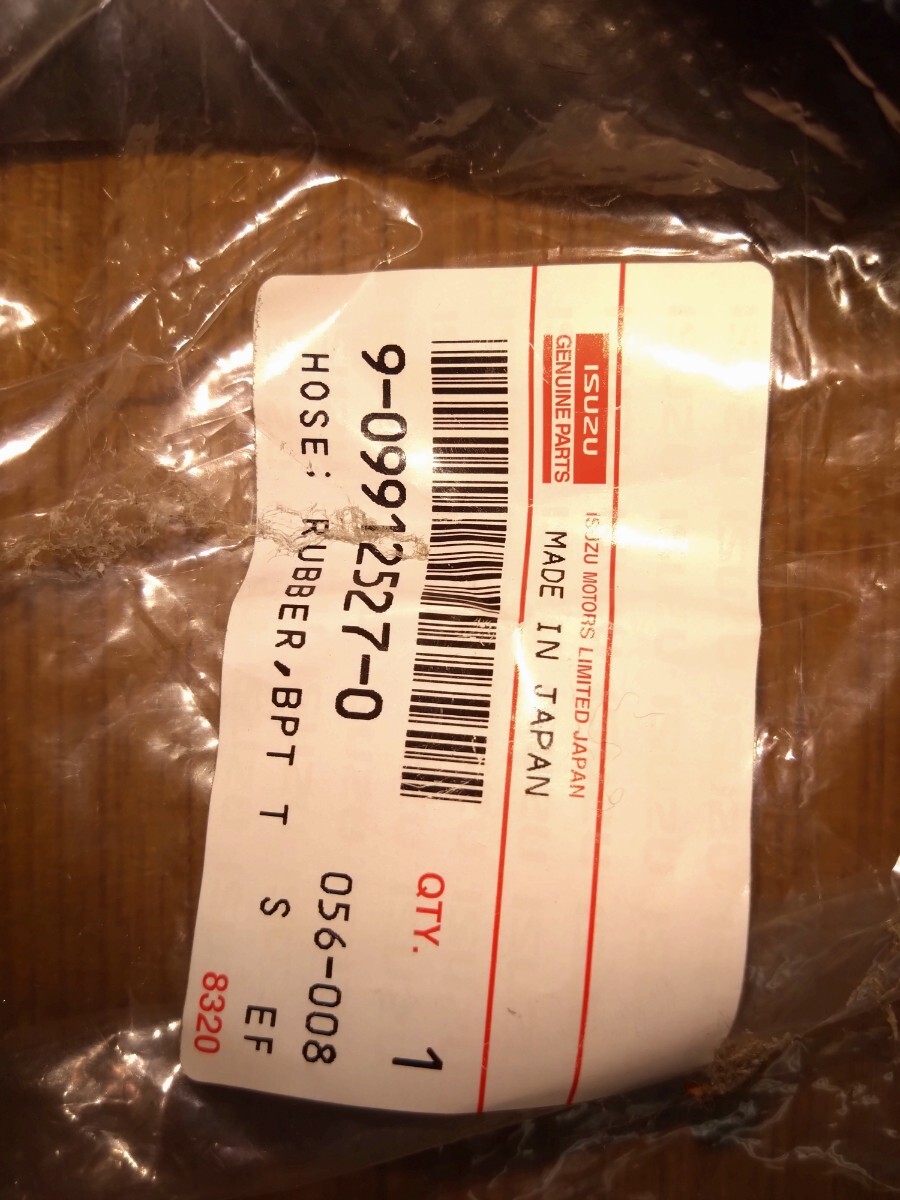 ISUZU
GENUINE PARTS
ISUZU MOTORS LIMITED JAPAN
MADE IN JAPAN
QTY. 1
9-09912527-0
056-008
HOSE; RUBBER,BPT T S EF
8320